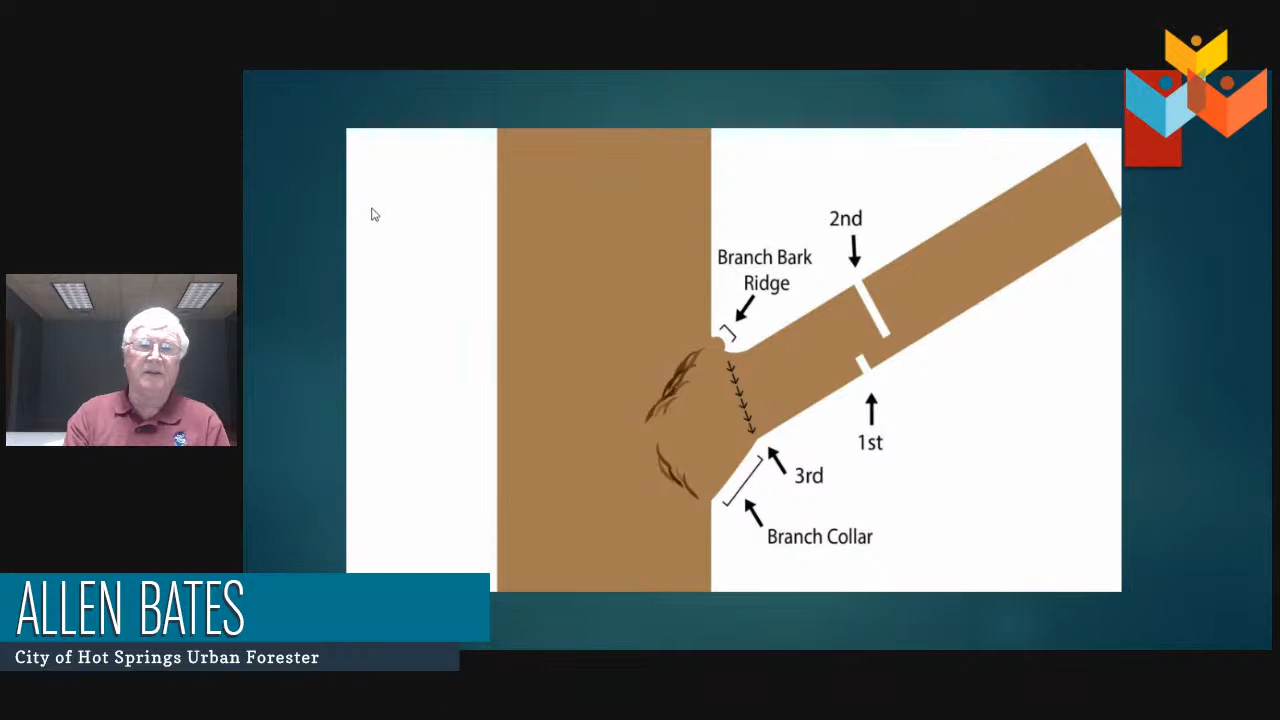 2nd
Branch Bark
Ridge
1st
3rd
Branch Collar
ALLEN BATES
City of Hot Springs Urban Forester